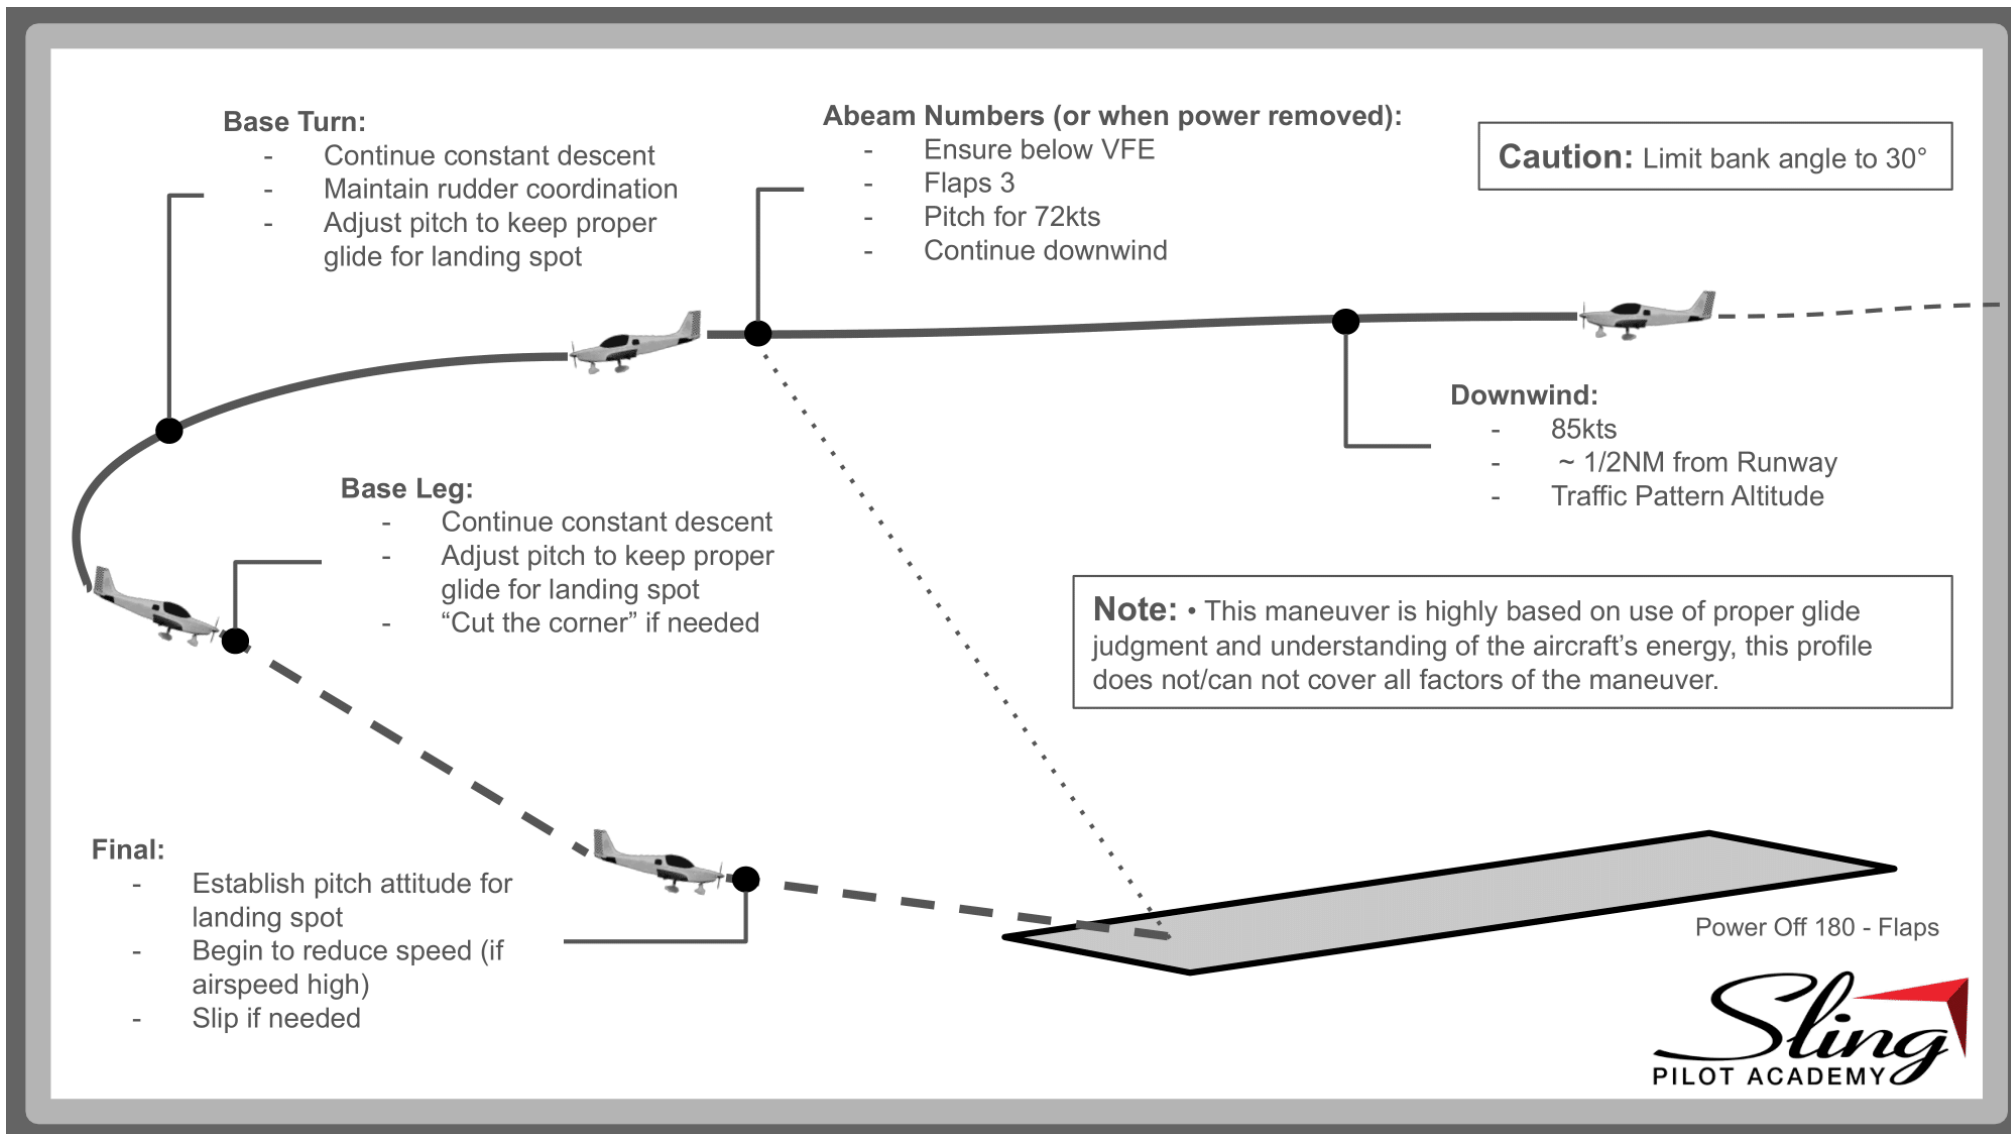 Base Turn:
- Continue constant descent
- Maintain rudder coordination
- Adjust pitch to keep proper
glide for landing spot
Abeam Numbers (or when power removed):
- Ensure below VFE
- Flaps 3
- Pitch for 72kts
- Continue downwind
Caution: Limit bank angle to 30°
Downwind:
- 85kts
- ~ 1/2NM from Runway
- Traffic Pattern Altitude
Base Leg:
- Continue constant descent
- Adjust pitch to keep proper
glide for landing spot
- “Cut the corner” if needed
Note: • This maneuver is highly based on use of proper glide
judgment and understanding of the aircraft’s energy, this profile
does not/can not cover all factors of the maneuver.
Final:
- Establish pitch attitude for
landing spot
- Begin to reduce speed (if
airspeed high)
- Slip if needed
Power Off 180 - Flaps
Sling
PILOT ACADEMY